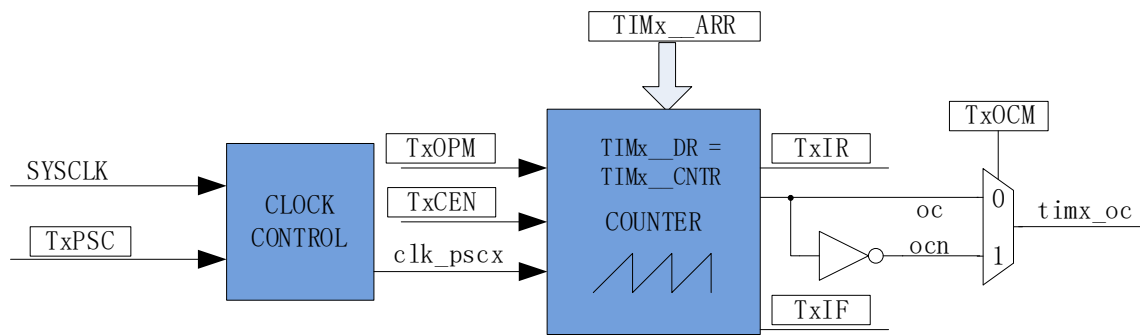 TIMx__ARR
TxOCM
TxOPM
TIMx__DR =
TIMx__CNTR
TxIR
SYSCLK
CLOCK
CONTROL
TxCEN
COUNTER
0
oc
timx_oc
TxPSC
clk_pscx
ocn
1
TxIF